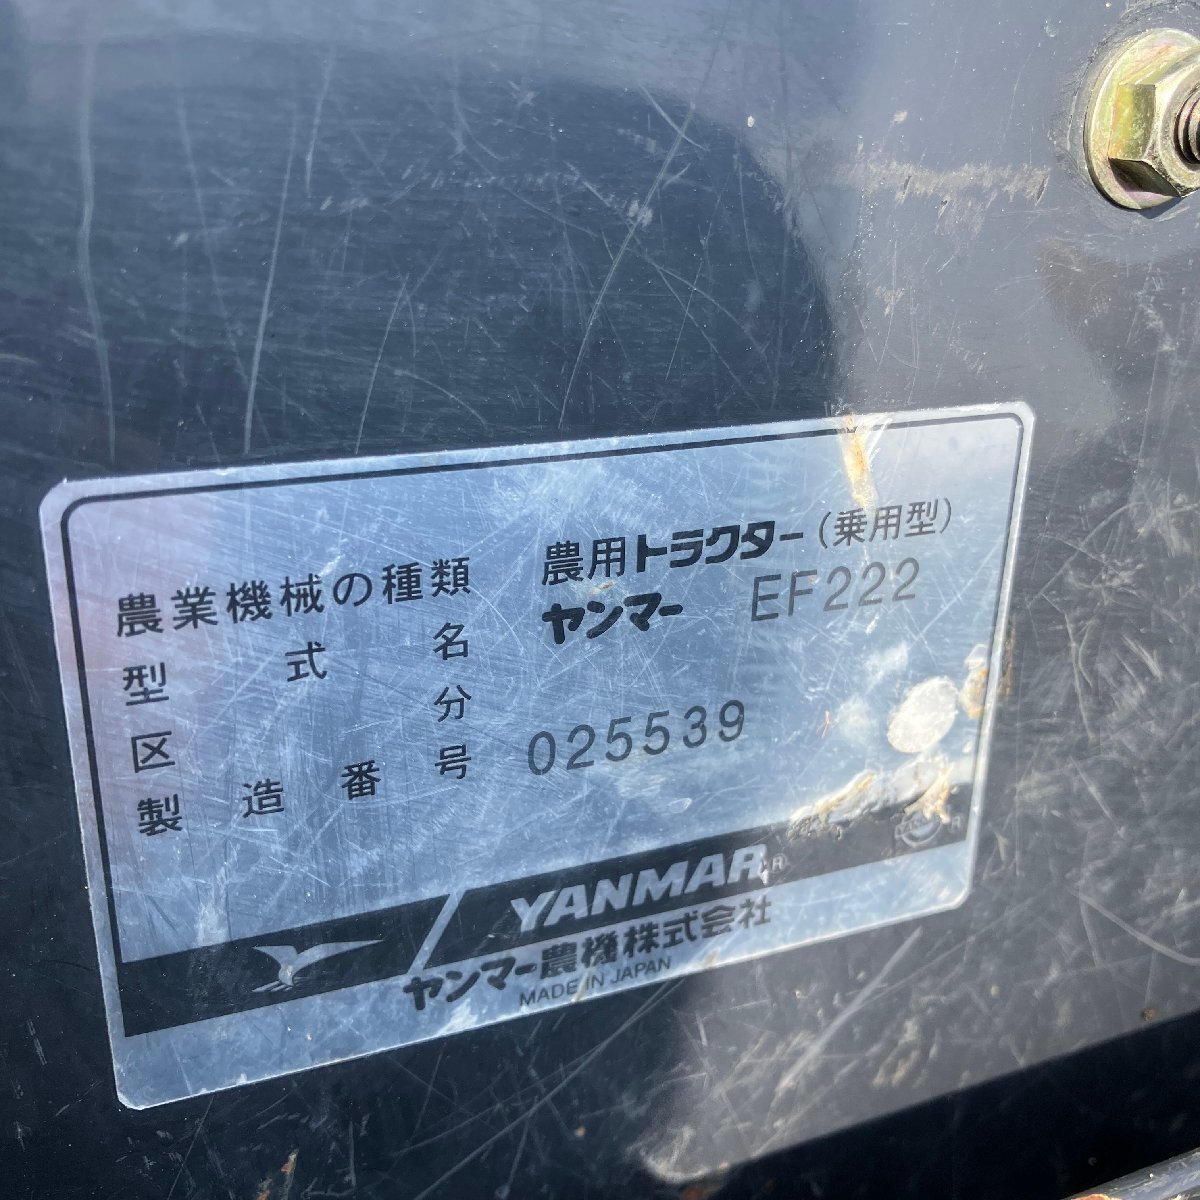 農業機械の種類 農用トラクター(乗用型)
型式名 ヤンマー EF222
区分
製造番号 025539
YANMAR R
ヤンマー農機株式会社
MADE IN JAPAN